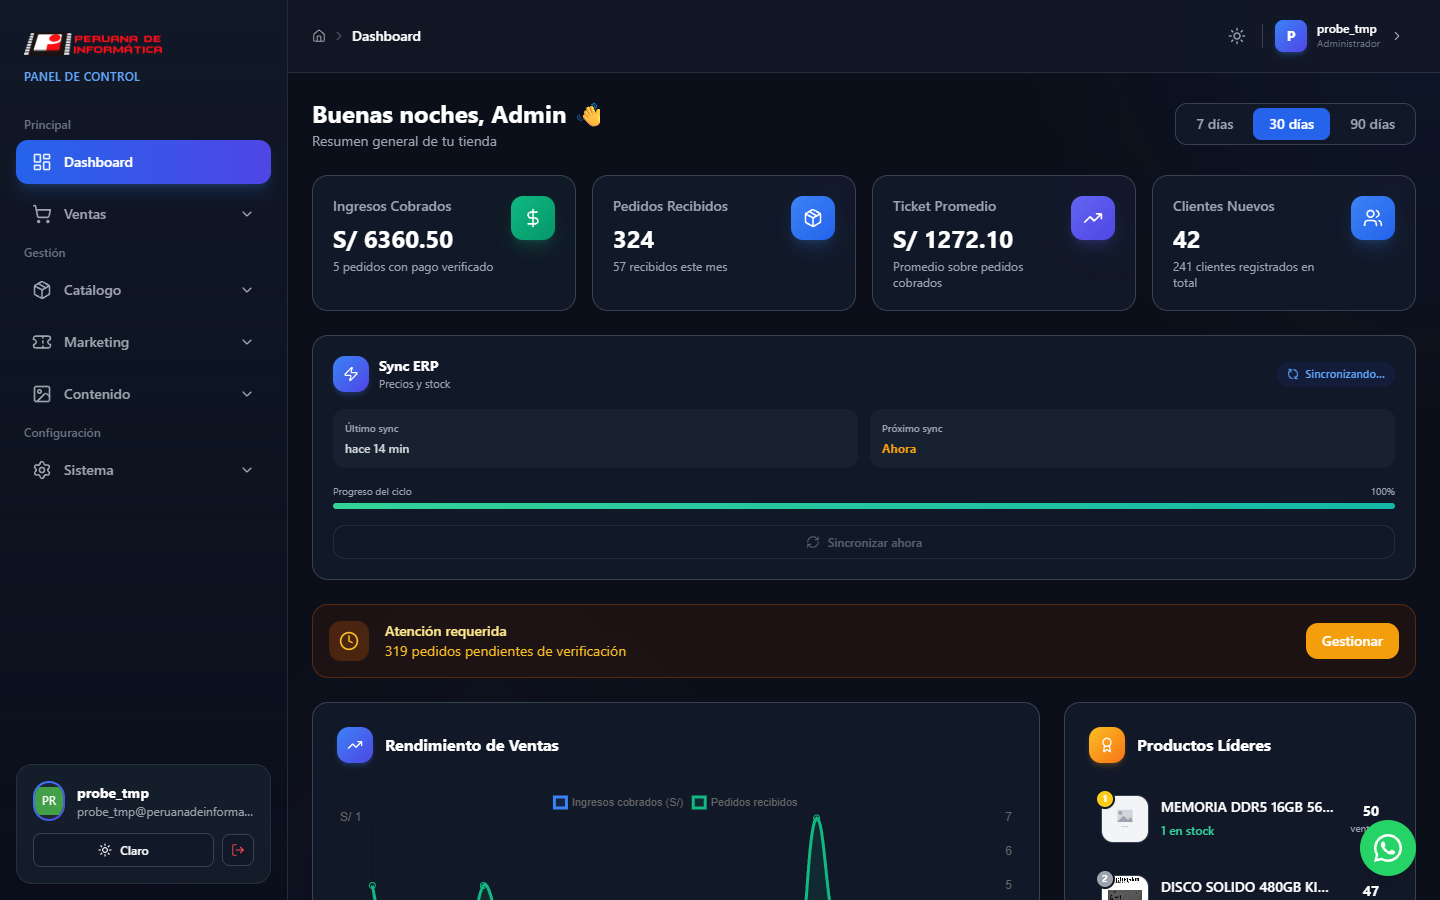 PERUANA DE
INFORMÁTICA
PANEL DE CONTROL
Principal
Dashboard
Ventas
Gestión
Catálogo
Marketing
Contenido
Configuración
Sistema
PR
probe_tmp
probe_tmp@peruanadeinforma...
Claro
Dashboard
P
probe_tmp
Administrador
Buenas noches, Admin
Resumen general de tu tienda
7 días
30 días
90 días
Ingresos Cobrados
S/ 6360.50
5 pedidos con pago verificado
Pedidos Recibidos
324
57 recibidos este mes
Ticket Promedio
S/ 1272.10
Promedio sobre pedidos
cobrados
Clientes Nuevos
42
241 clientes registrados en
total
Sync ERP
Precios y stock
Sincronizando...
Último sync
hace 14 min
Próximo sync
Ahora
Progreso del ciclo
100%
Sincronizar ahora
Atención requerida
319 pedidos pendientes de verificación
Gestionar
Rendimiento de Ventas
Ingresos cobrados (S/)
Pedidos recibidos
S/ 1
7
6
5
Productos Líderes
1
MEMORIA DDR5 16GB 56...
1 en stock
50
2
DISCO SOLIDO 480GB KI...
47